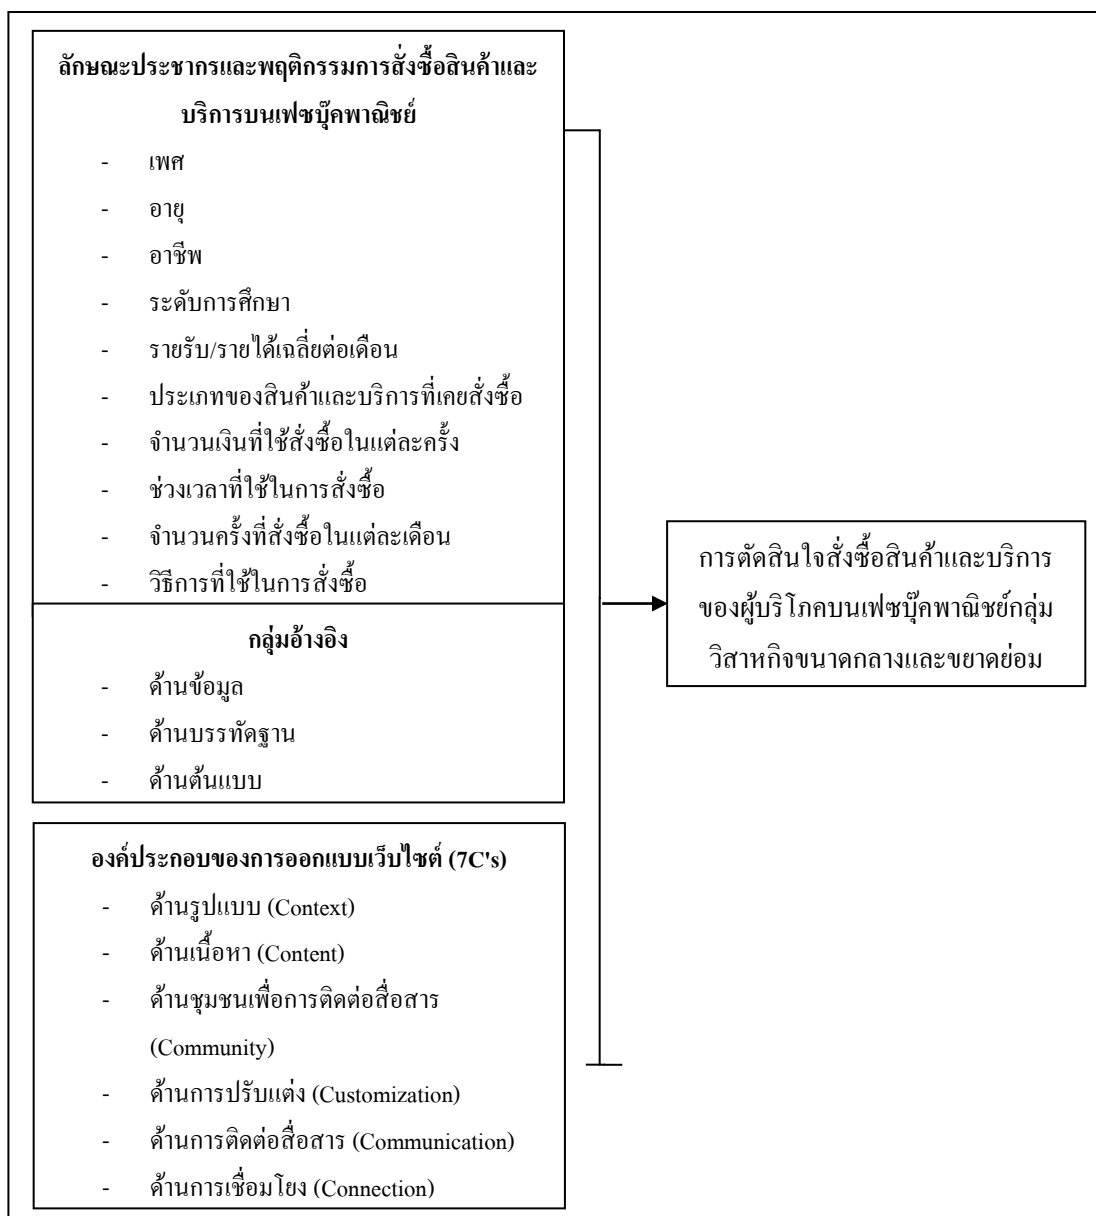 ลักษณะประชากรและพฤติกรรมการสั่งซื้อสินค้าและ
บริการบนเฟซบุ๊คพาณิชย์
- เพศ
- อายุ
- อาชีพ
- ระดับการศึกษา
- รายรับ/รายได้เฉลี่ยต่อเดือน
- ประเภทของสินค้าและบริการที่เคยสั่งซื้อ
- จำนวนเงินที่ใช้สั่งซื้อในแต่ละครั้ง
- ช่วงเวลาที่ใช้ในการสั่งซื้อ
- จำนวนครั้งที่สั่งซื้อในแต่ละเดือน
- วิธีการที่ใช้ในการสั่งซื้อ
กลุ่มอ้างอิง
- ด้านข้อมูล
- ด้านบรรทัดฐาน
- ด้านต้นแบบ
องค์ประกอบของการออกแบบเว็บไซต์ (7C's)
- ด้านรูปแบบ (Context)
- ด้านเนื้อหา (Content)
- ด้านชุมชนเพื่อการติดต่อสื่อสาร
(Community)
- ด้านการปรับแต่ง (Customization)
- ด้านการติดต่อสื่อสาร (Communication)
- ด้านการเชื่อมโยง (Connection)
การตัดสินใจสั่งซื้อสินค้าและบริการ
ของผู้บริโภคบนเฟซบุ๊คพาณิชย์กลุ่ม
วิสาหกิจขนาดกลางและขยาดย่อม